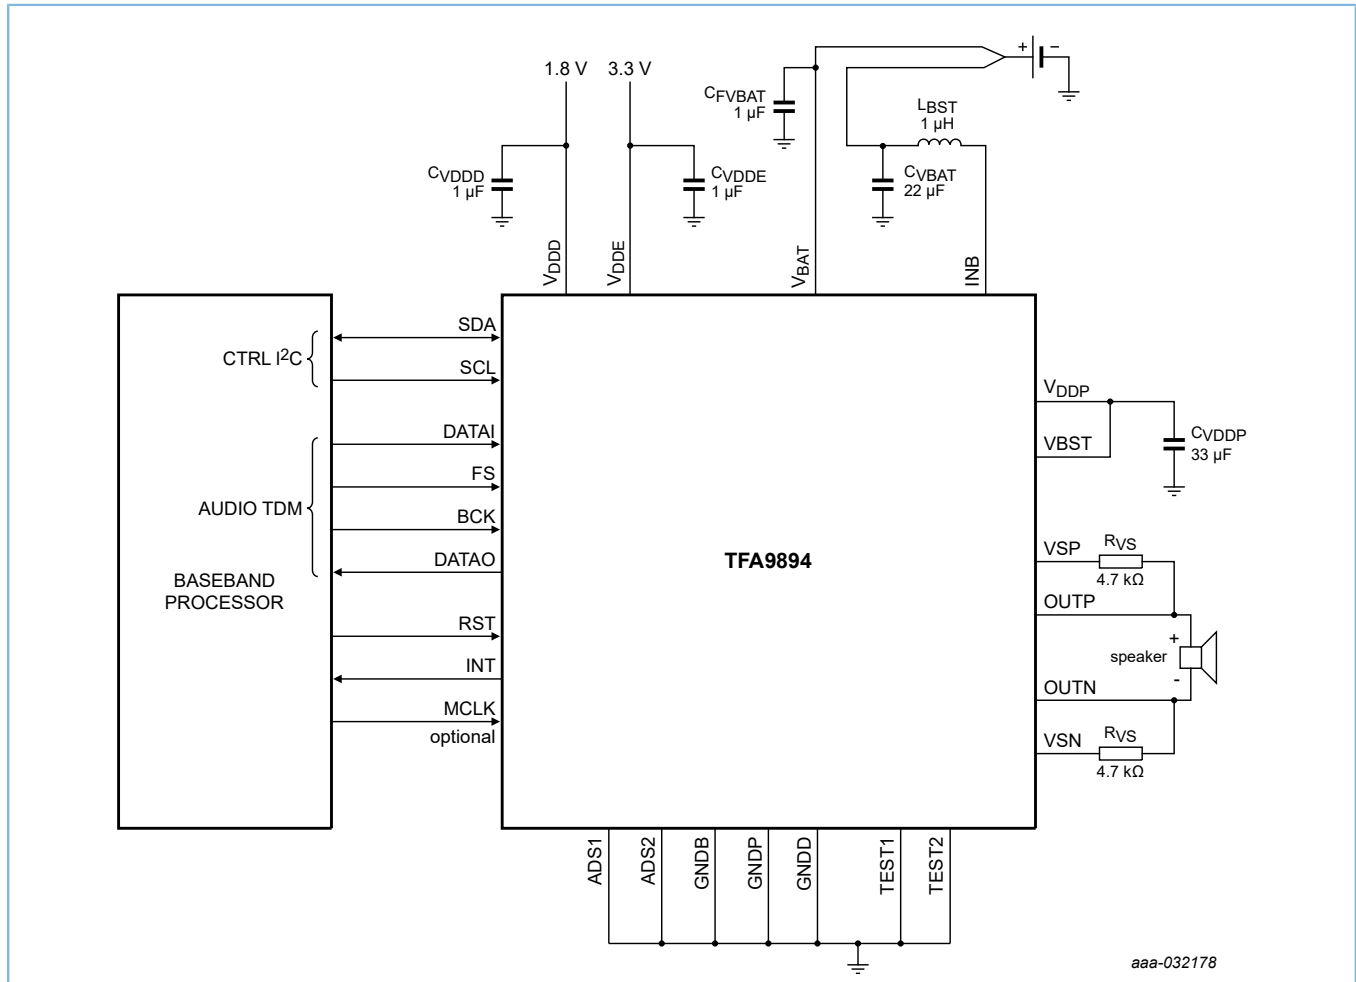 1.8 V
3.3 V
CFVBAT
1 µF
+
−
LBST
1 µH
CVDDD
1 µF
CVDDE
1 µF
CVBAT
22 µF
VDDD
VDDE
VBAT
INB
CTRL I²C
SDA
SCL
AUDIO TDM
DATAI
FS
BCK
DATAO
BASEBAND
PROCESSOR
RST
INT
MCLK
optional
TFA9894
VDDP
VBST
CVDDP
33 µF
VSP
RVS
4.7 kΩ
OUTP
+
speaker
-
OUTN
VSN
RVS
4.7 kΩ
ADS1
ADS2
GNDB
GNDP
GNDD
TEST1
TEST2
aaa-032178